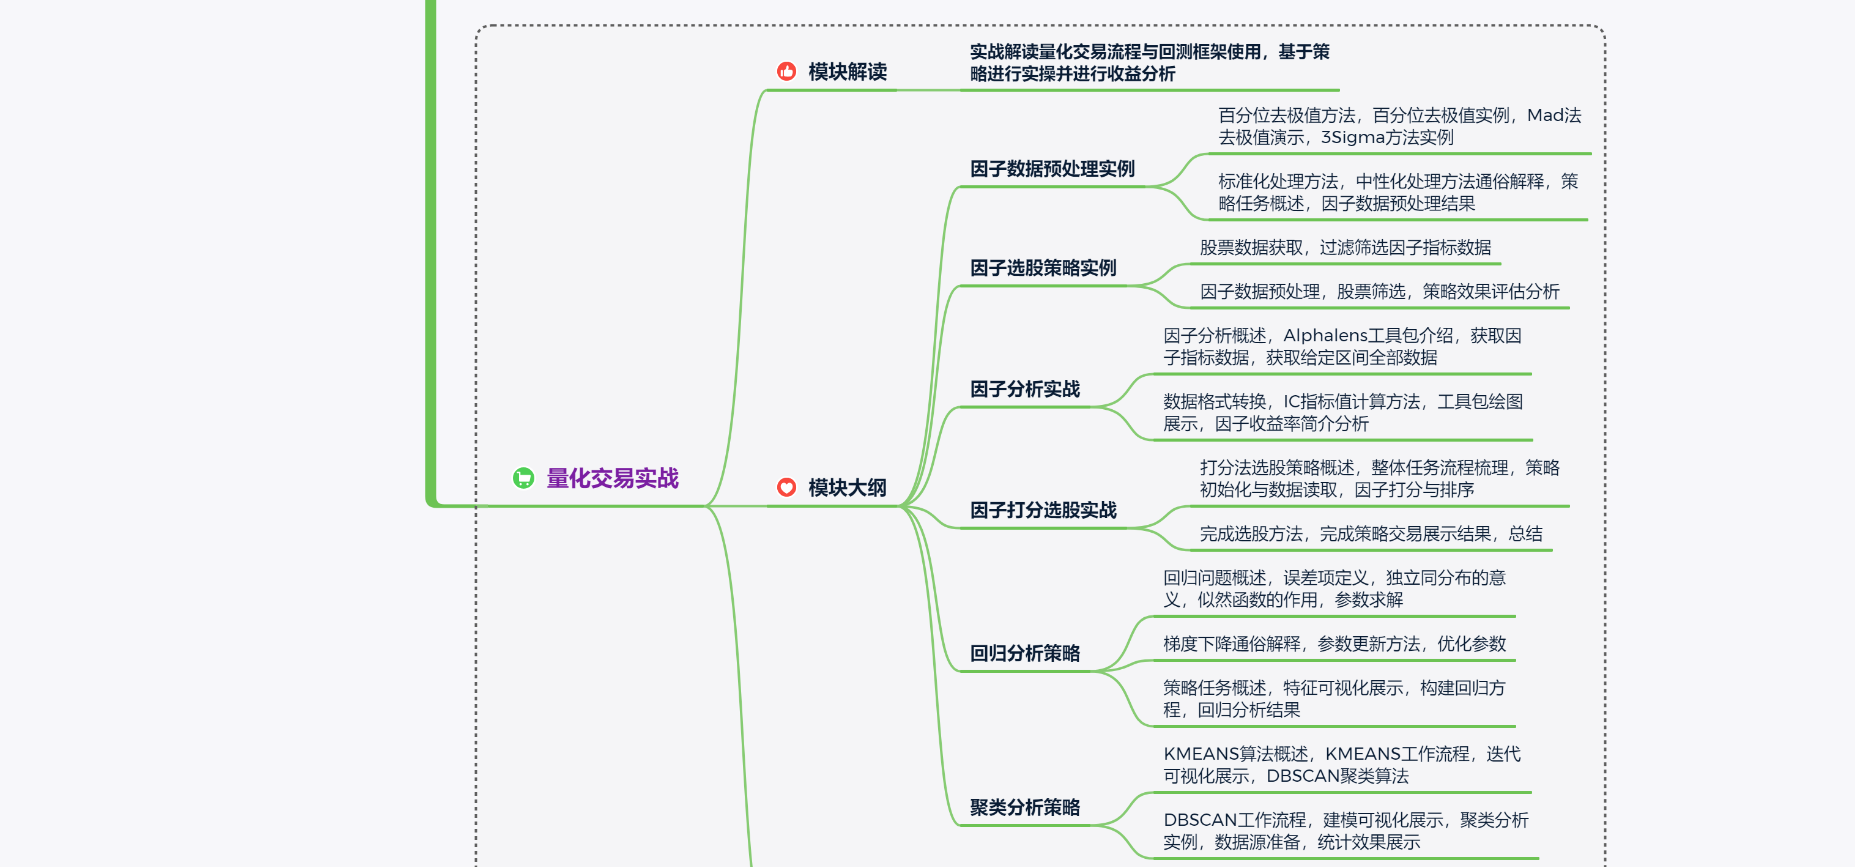 实战解读量化交易流程与回测框架使用，基于策
略进行实操并进行收益分析
模块解读
百分位去极值方法，百分位去极值实例，Mad法
去极值演示，3Sigma方法实例
因子数据预处理实例
标准化处理方法，中性化处理方法通俗解释，策
略任务概述，因子数据预处理结果
股票数据获取，过滤筛选因子指标数据
因子选股策略实例
因子数据预处理，股票筛选，策略效果评估分析
因子分析概述，Alphalens工具包介绍，获取因
子指标数据，获取给定区间全部数据
因子分析实战
数据格式转换，IC指标值计算方法，工具包绘图
展示，因子收益率简介分析
量化交易实战
模块大纲
打分法选股策略概述，整体任务流程梳理，策略
初始化与数据读取，因子打分与排序
因子打分选股实战
完成选股方法，完成策略交易展示结果，总结
回归问题概述，误差项定义，独立同分布的意
义，似然函数的作用，参数求解
回归分析策略
梯度下降通俗解释，参数更新方法，优化参数
策略任务概述，特征可视化展示，构建回归方
程，回归分析结果
KMEANS算法概述，KMEANS工作流程，迭代
可视化展示，DBSCAN聚类算法
聚类分析策略
DBSCAN工作流程，建模可视化展示，聚类分析
实例，数据源准备，统计效果展示